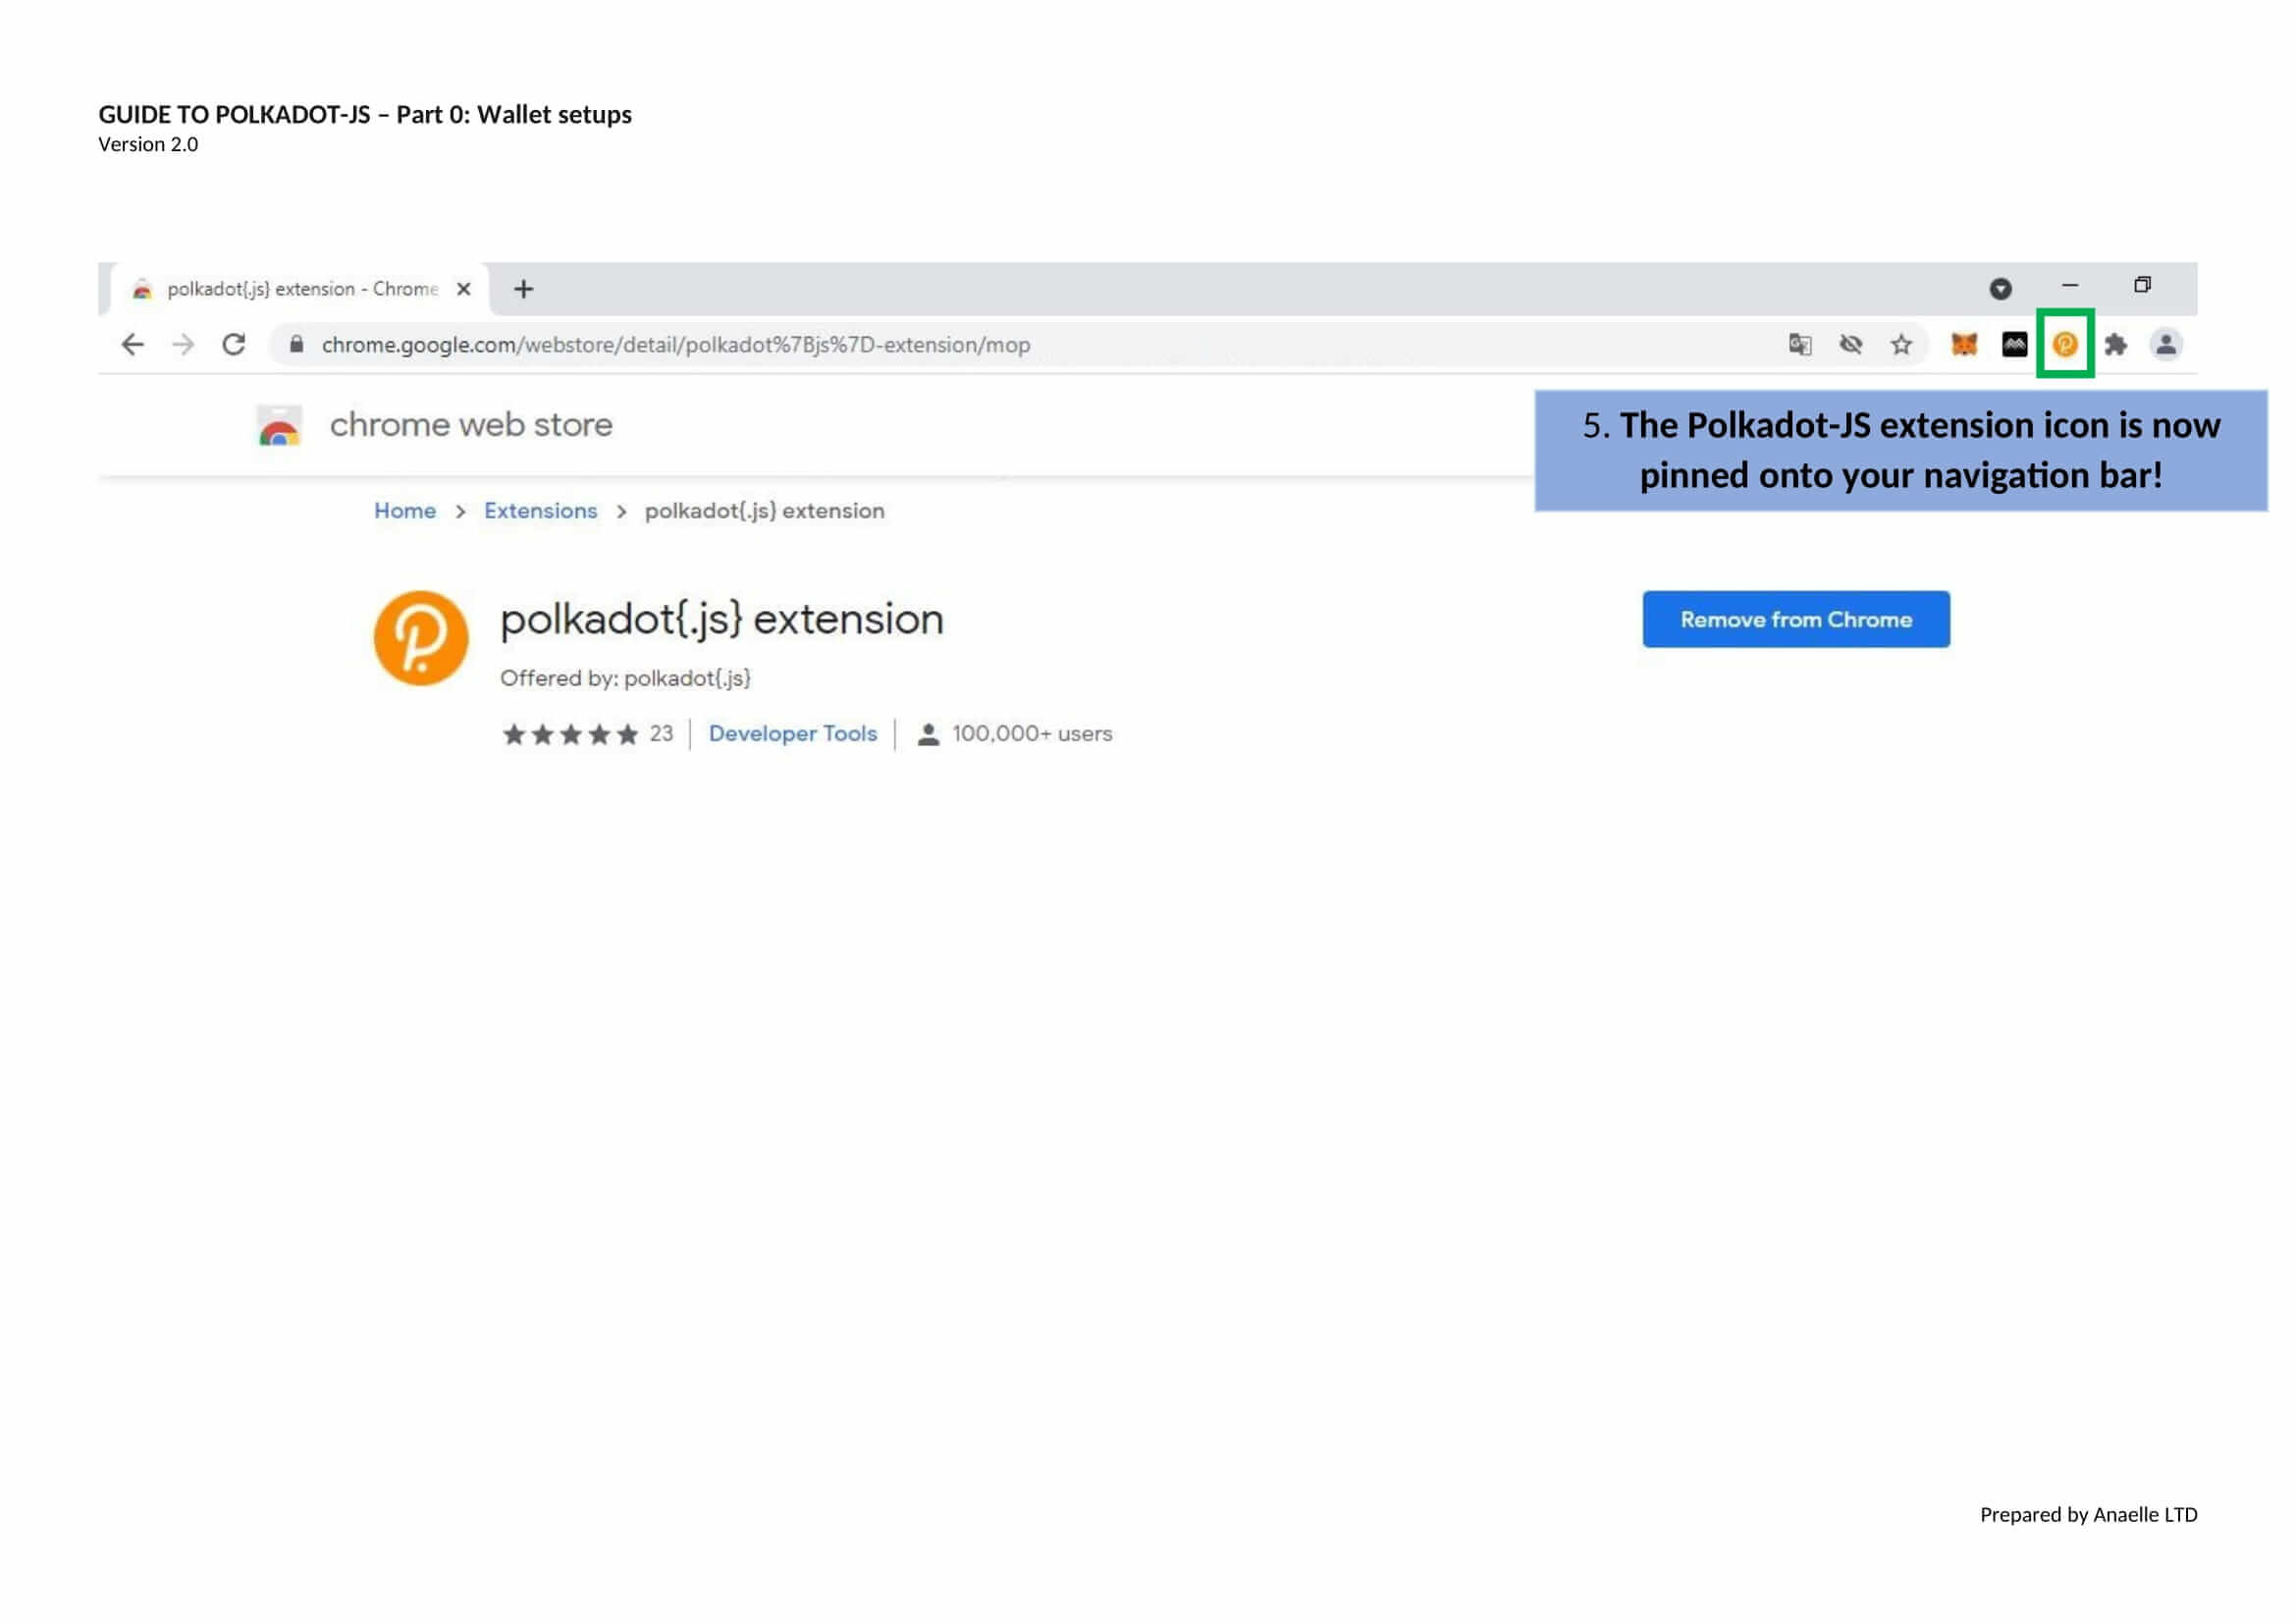 GUIDE TO POLKADOT-JS – Part 0: Wallet setups
Version 2.0
polkadot{.js} extension - Chrome
chrome.google.com/webstore/detail/polkadot%7Bjs%7D-extension/mop
chrome web store
5. The Polkadot-JS extension icon is now
pinned onto your navigation bar!
Home > Extensions > polkadot{.js} extension
polkadot{.js} extension
Remove from Chrome
Offered by: polkadot{.js}
23 | Developer Tools | 100,000+ users
Prepared by Anaelle LTD